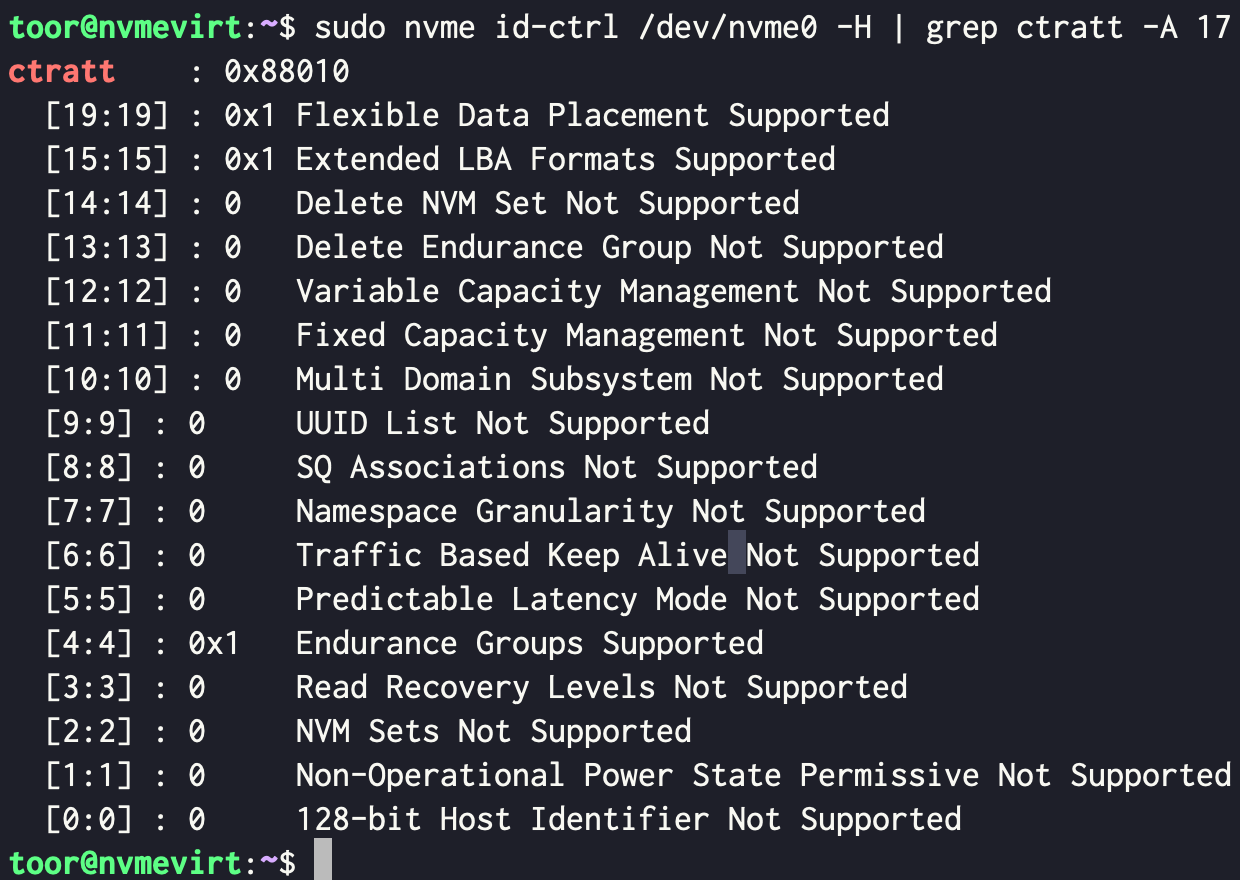 toor@nvmevirt:~$ sudo nvme id-ctrl /dev/nvme0 -H | grep ctratt -A 17
ctratt    : 0x88010
  [19:19] : 0x1 Flexible Data Placement Supported
  [15:15] : 0x1 Extended LBA Formats Supported
  [14:14] : 0   Delete NVM Set Not Supported
  [13:13] : 0   Delete Endurance Group Not Supported
  [12:12] : 0   Variable Capacity Management Not Supported
  [11:11] : 0   Fixed Capacity Management Not Supported
  [10:10] : 0   Multi Domain Subsystem Not Supported
  [9:9] : 0     UUID List Not Supported
  [8:8] : 0     SQ Associations Not Supported
  [7:7] : 0     Namespace Granularity Not Supported
  [6:6] : 0     Traffic Based Keep Alive Not Supported
  [5:5] : 0     Predictable Latency Mode Not Supported
  [4:4] : 0x1   Endurance Groups Supported
  [3:3] : 0     Read Recovery Levels Not Supported
  [2:2] : 0     NVM Sets Not Supported
  [1:1] : 0     Non-Operational Power State Permissive Not Supported
  [0:0] : 0     128-bit Host Identifier Not Supported
toor@nvmevirt:~$